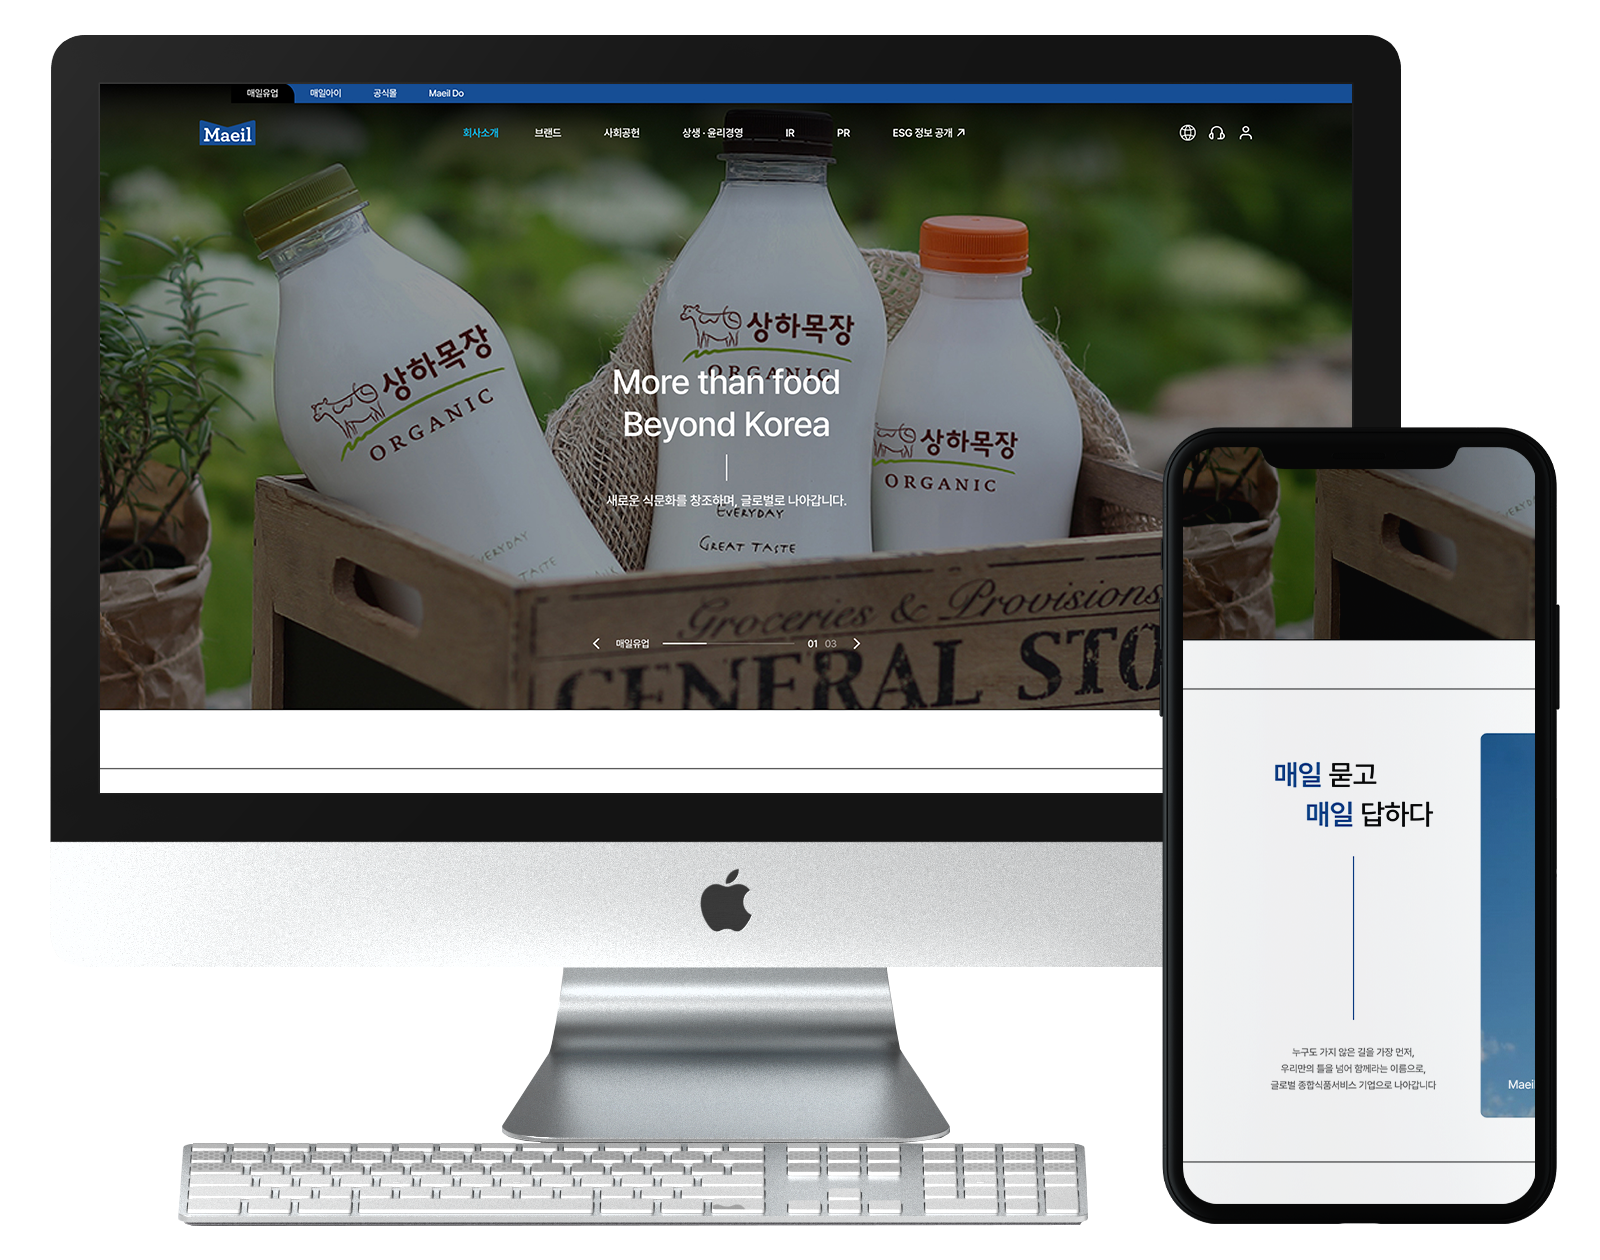 매일유업 매일아이 공식몰 Maeil Do
Maeil
회사소개 브랜드 사회공헌 상생 · 윤리경영 IR PR ESG 정보 공개
상하목장
ORGANIC
상하목장
ORGANIC
상하목장
ORGANIC
More than food
Beyond Korea
새로운 식문화를 창조하며, 글로벌로 나아갑니다.
EVERYDAY
GREAT TASTE
EVERYDAY
TASTE
Groceries & Provisions
GENERAL STO
매일유업 01 03
매일 묻고
매일 답하다
누구도 가지 않은 길을 가장 먼저,
우리만의 틀을 넘어 함께라는 이름으로,
글로벌 종합식품서비스 기업으로 나아갑니다
Maeil